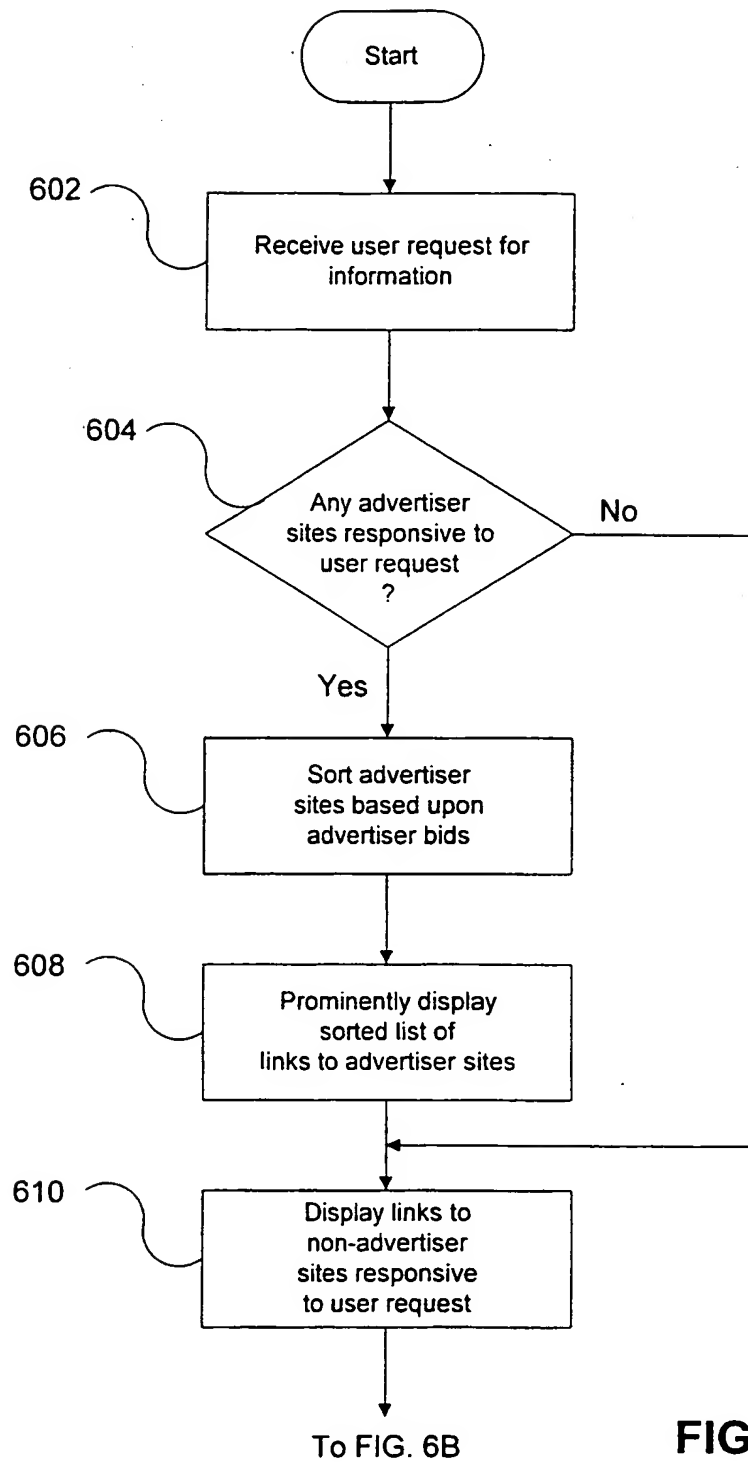 Start
602
Receive user request for
information
604
Any advertiser
sites responsive to
user request
?
No
Yes
606
Sort advertiser
sites based upon
advertiser bids
608
Prominently display
sorted list of
links to advertiser sites
610
Display links to
non-advertiser
sites responsive
to user request
To FIG. 6B
FIG